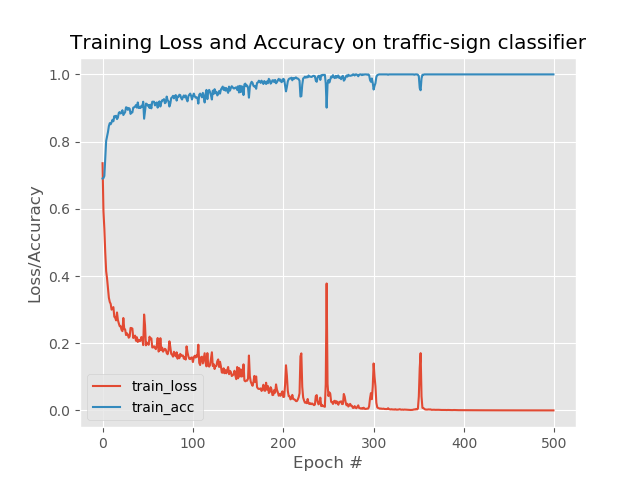 Training Loss and Accuracy on traffic-sign classifier
1.0
0.8
0.6
0.4
0.2
0.0
Loss/Accuracy
train_loss
train_acc
0 100 200 300 400 500
Epoch #